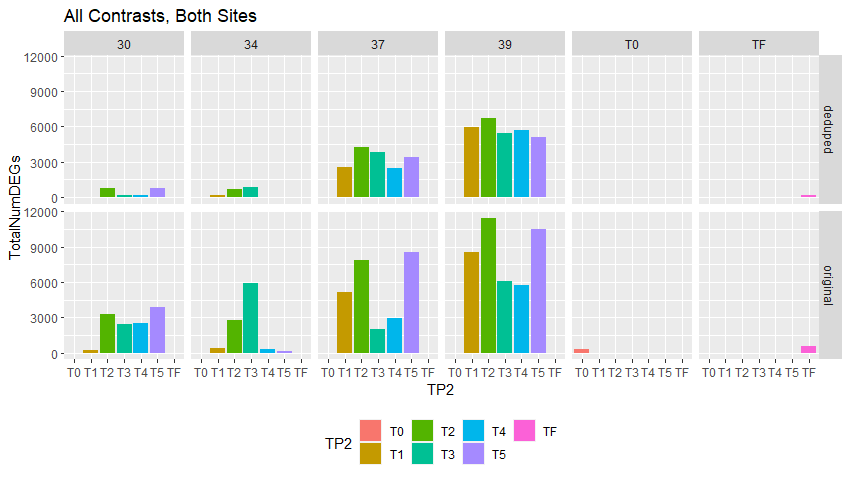 All Contrasts, Both Sites
30 34 37 39 T0 TF
12000
9000
6000
3000
0
deduped
12000
9000
6000
3000
0
original
TotalNumDEGs
T0 T1 T2 T3 T4 T5 TF T0 T1 T2 T3 T4 T5 TF T0 T1 T2 T3 T4 T5 TF T0 T1 T2 T3 T4 T5 TF T0 T1 T2 T3 T4 T5 TF T0 T1 T2 T3 T4 T5 TF
TP2
TP2
T0 T2 T4 TF
T1 T3 T5